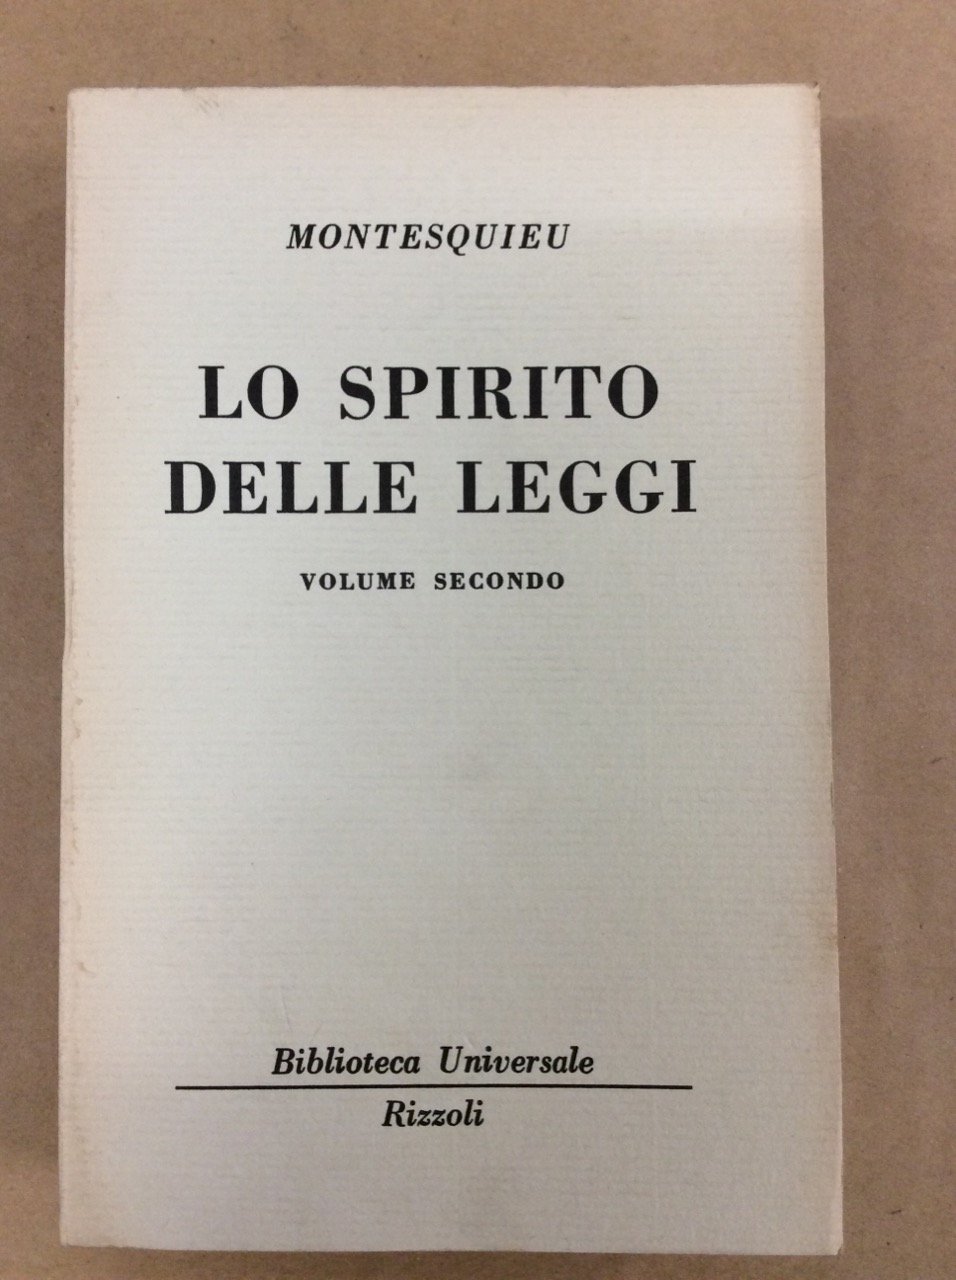 MONTESQUIEU
LO SPIRITO
DELLE LEGGI
VOLUME SECONDO
Biblioteca Universale
Rizzoli